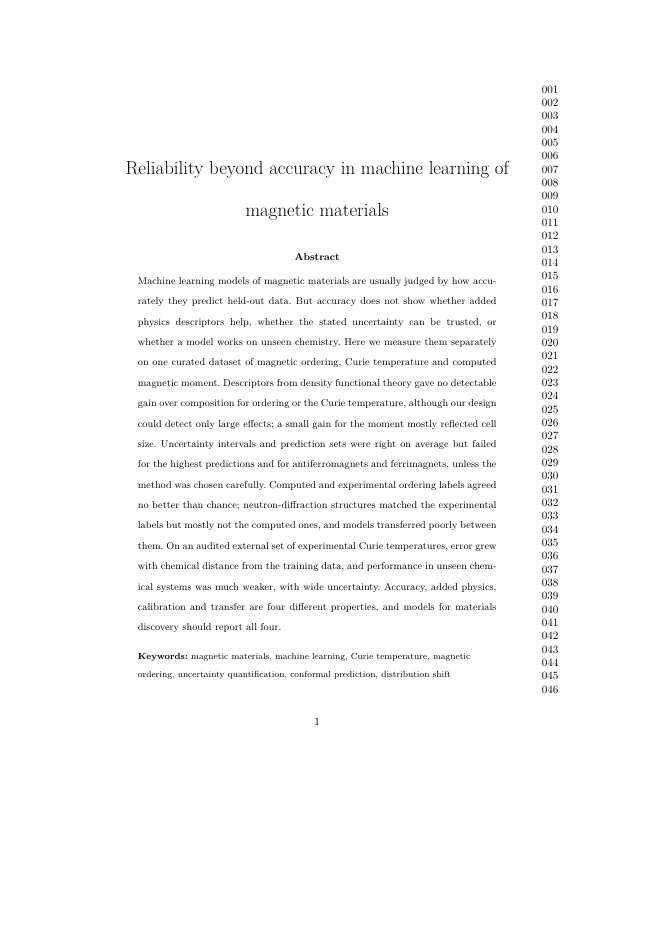 Reliability beyond accuracy in machine learning of
magnetic materials
Abstract
Machine learning models of magnetic materials are usually judged by how accu-
rately they predict held-out data. But accuracy does not show whether added
physics descriptors help, whether the stated uncertainty can be trusted, or
whether a model works on unseen chemistry. Here we measure them separately
on one curated dataset of magnetic ordering, Curie temperature and computed
magnetic moment. Descriptors from density functional theory gave no detectable
gain over composition for ordering or the Curie temperature, although our design
could detect only large effects; a small gain for the moment mostly reflected cell
size. Uncertainty intervals and prediction sets were right on average but failed
for the highest predictions and for antiferromagnets and ferrimagnets, unless the
method was chosen carefully. Computed and experimental ordering labels agreed
no better than chance; neutron-diffraction structures matched the experimental
labels but mostly not the computed ones, and models transferred poorly between
them. On an audited external set of experimental Curie temperatures, error grew
with chemical distance from the training data, and performance in unseen chem-
ical systems was much weaker, with wide uncertainty. Accuracy, added physics,
calibration and transfer are four different properties, and models for materials
discovery should report all four.
Keywords: magnetic materials, machine learning, Curie temperature, magnetic
ordering, uncertainty quantification, conformal prediction, distribution shift
1
001
002
003
004
005
006
007
008
009
010
011
012
013
014
015
016
017
018
019
020
021
022
023
024
025
026
027
028
029
030
031
032
033
034
035
036
037
038
039
040
041
042
043
044
045
046